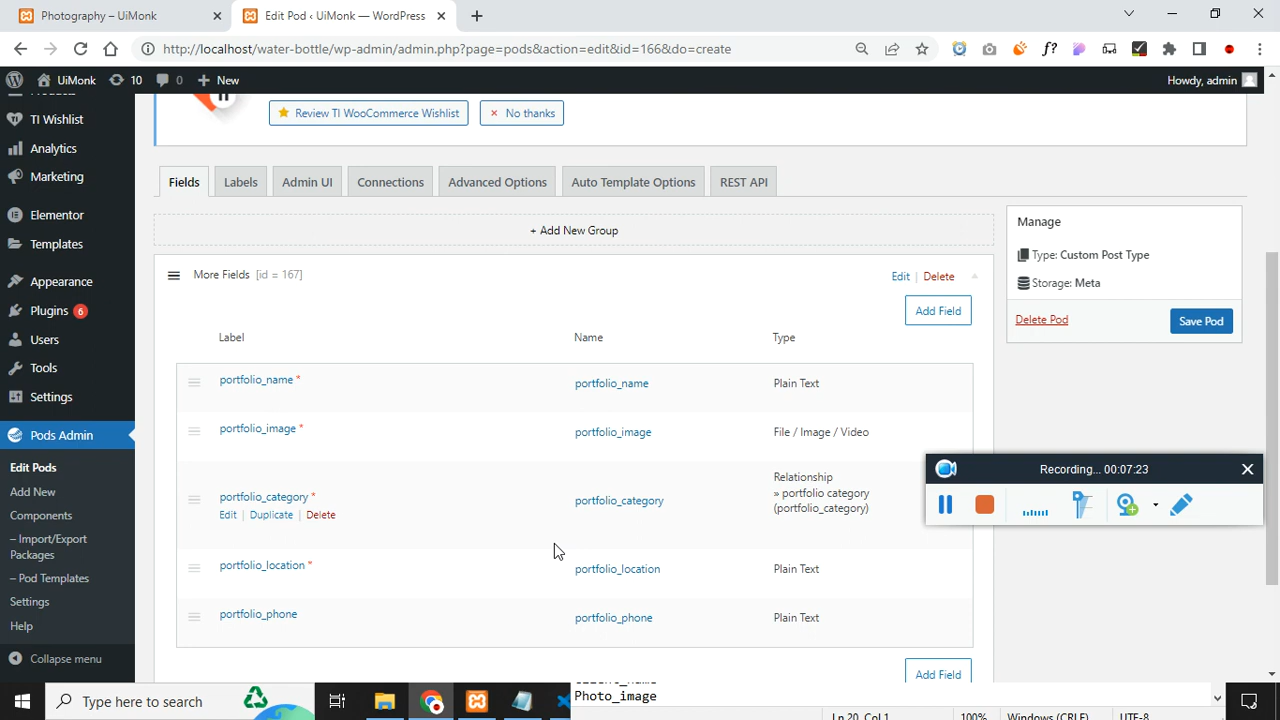 Photography – UiMonk
Edit Pod ‹ UiMonk — WordPress
http://localhost/water-bottle/wp-admin/admin.php?page=pods&action=edit&id=166&do=create
f?
UiMonk
10
0
New
Howdy, admin
TI Wishlist
Analytics
Marketing
Elementor
Templates
Appearance
Plugins 6
Users
Tools
Settings
Pods Admin
Edit Pods
Add New
Components
– Import/Export
Packages
– Pod Templates
Settings
Help
Collapse menu
Review TI WooCommerce Wishlist
No thanks
Fields
Labels
Admin UI
Connections
Advanced Options
Auto Template Options
REST API
+ Add New Group
More Fields [id = 167]
Edit | Delete
Add Field
Label Name Type
portfolio_name * portfolio_name Plain Text
portfolio_image * portfolio_image File / Image / Video
portfolio_category * portfolio_category Relationship
» portfolio category
(portfolio_category)
Edit | Duplicate | Delete
portfolio_location * portfolio_location Plain Text
portfolio_phone portfolio_phone Plain Text
Add Field
Manage
Type: Custom Post Type
Storage: Meta
Delete Pod
Save Pod
Recording... 00:07:23
Type here to search
Photo_image
Ln 20, Col 1
100%
Windows (CRLF)
UTF-8